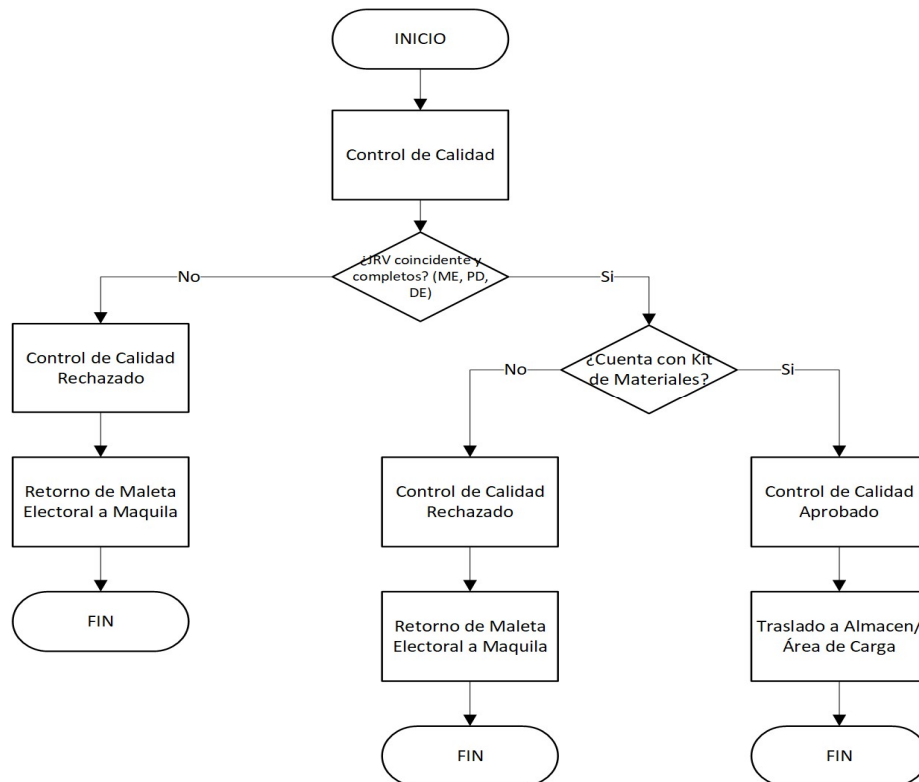 INICIO
Control de Calidad
¿JRV coincidente y
completos? (ME, PD,
DE)
No
Si
Control de Calidad
Rechazado
¿Cuenta con Kit
de Materiales?
No
Si
Retorno de Maleta
Electoral a Maquila
Control de Calidad
Rechazado
Control de Calidad
Aprobado
FIN
Retorno de Maleta
Electoral a Maquila
Traslado a Almacen/
Área de Carga
FIN
FIN